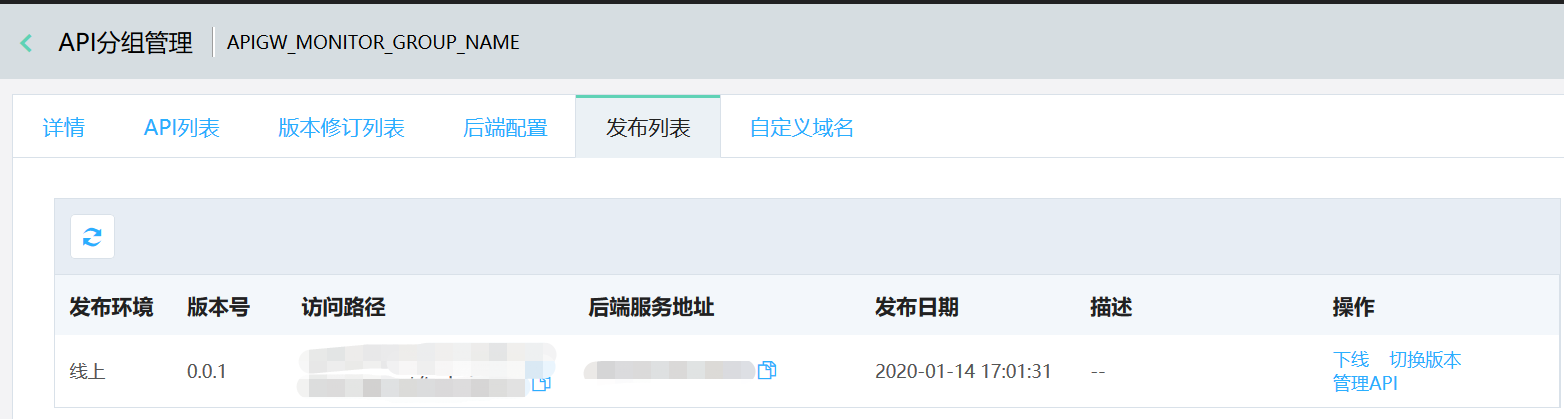 API分组管理 APIGW_MONITOR_GROUP_NAME
详情 API列表 版本修订列表 后端配置 发布列表 自定义域名
发布环境 版本号 访问路径 后端服务地址 发布日期 描述 操作
线上 0.0.1 2020-01-14 17:01:31 -- 下线 切换版本
管理API